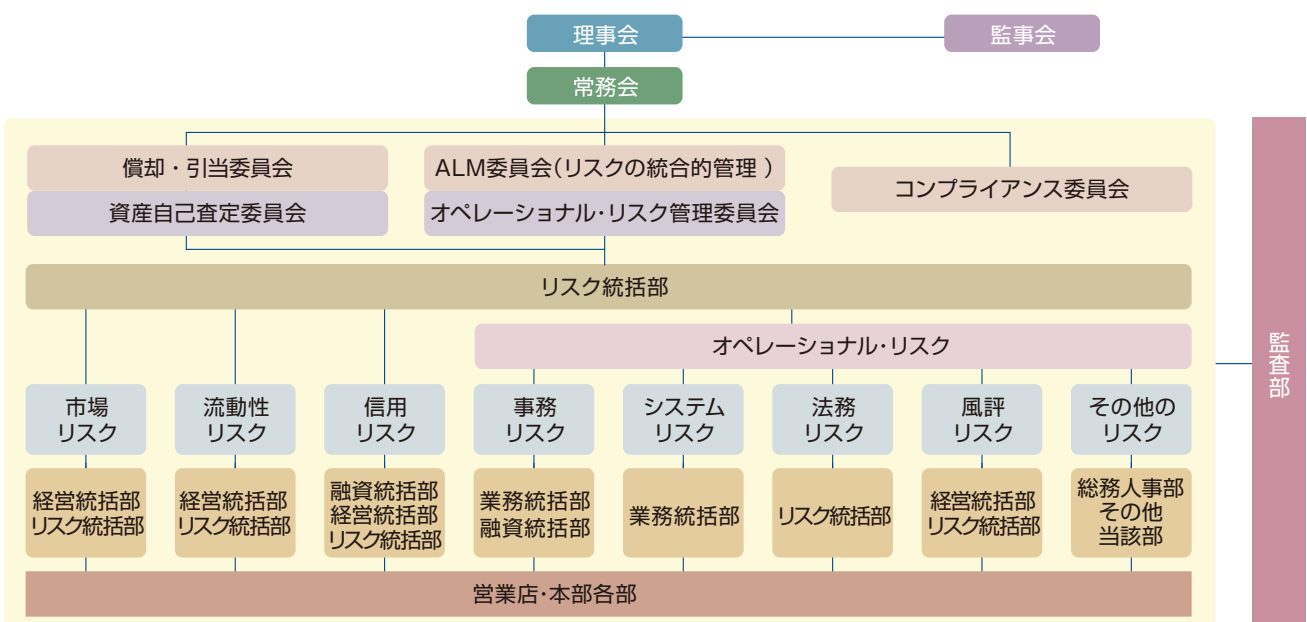 理事会
監事会
常務会
償却・引当委員会
資産自己査定委員会
ALM委員会(リスクの統合的管理 )
オペレーショナル・リスク管理委員会
コンプライアンス委員会
リスク統括部
オペレーショナル・リスク
市場
リスク
流動性
リスク
信用
リスク
事務
リスク
システム
リスク
法務
リスク
風評
リスク
その他の
リスク
経営統括部
リスク統括部
経営統括部
リスク統括部
融資統括部
経営統括部
リスク統括部
業務統括部
融資統括部
業務統括部
リスク統括部
経営統括部
リスク統括部
総務人事部
その他
当該部
営業店・本部各部
監査部